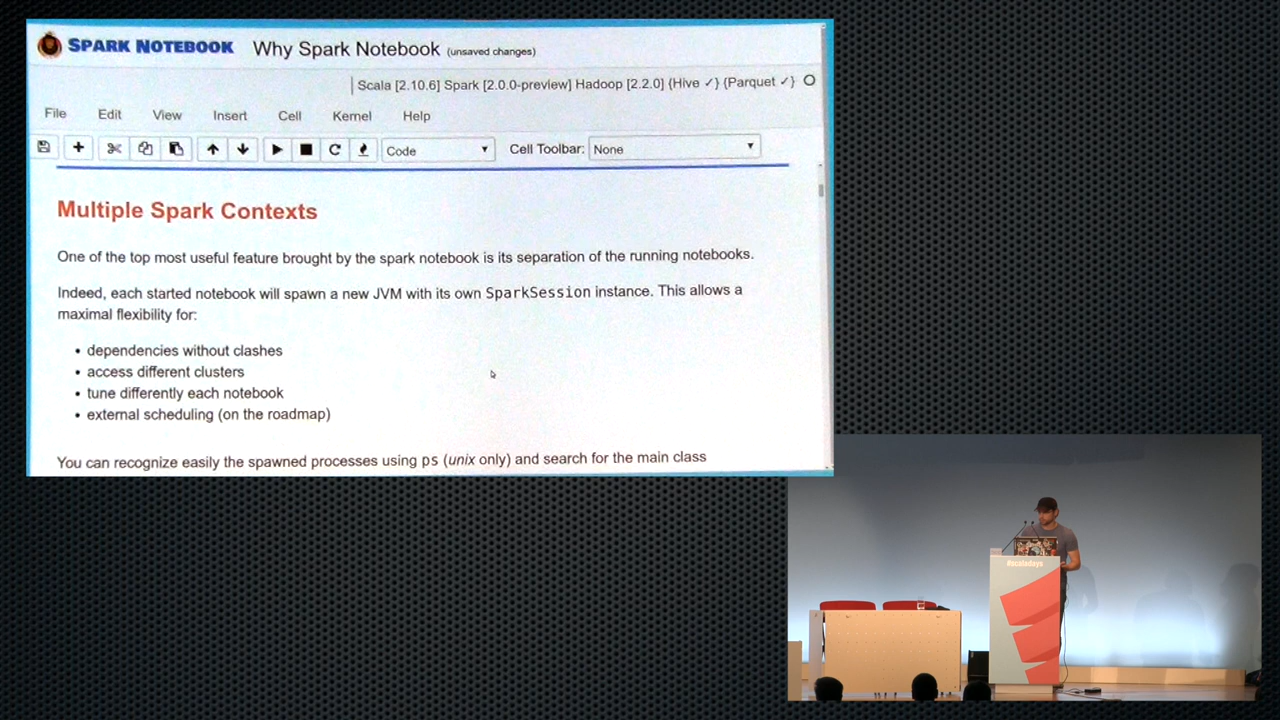 SPARK NOTEBOOK Why Spark Notebook (unsaved changes)
Scala [2.10.6] Spark [2.0.0-preview] Hadoop [2.2.0] {Hive ✓} {Parquet ✓}
File Edit View Insert Cell Kernel Help
Code Cell Toolbar: None
Multiple Spark Contexts
One of the top most useful feature brought by the spark notebook is its separation of the running notebooks.
Indeed, each started notebook will spawn a new JVM with its own SparkSession instance. This allows a
maximal flexibility for:
• dependencies without clashes
• access different clusters
• tune differently each notebook
• external scheduling (on the roadmap)
You can recognize easily the spawned processes using ps (unix only) and search for the main class
#scaladays